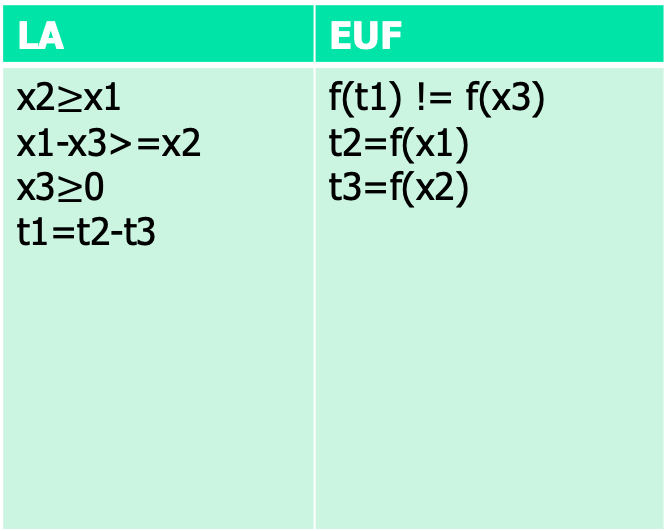 LA
EUF
x2≥x1
x1-x3>=x2
x3≥0
t1=t2-t3
f(t1) != f(x3)
t2=f(x1)
t3=f(x2)